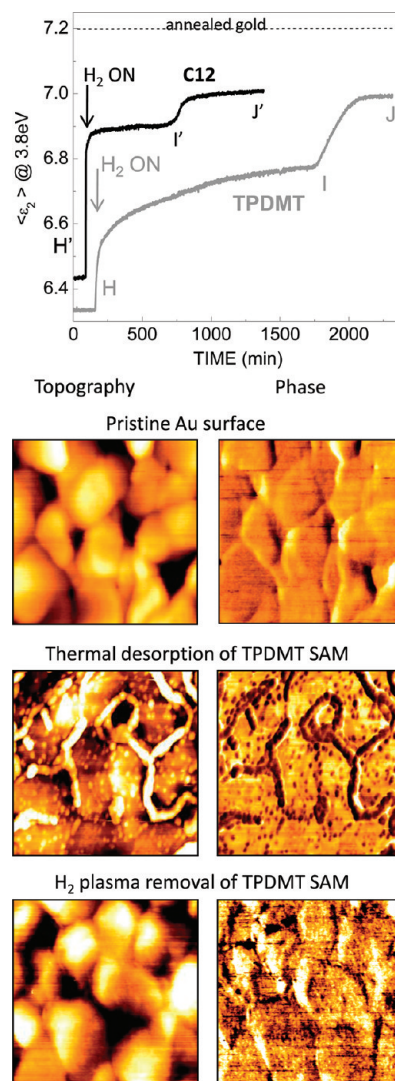 annealed gold
7.2
H₂ ON
C12
7.0
J'
J
I'
H₂ ON
6.8
I
TPDMT
<ε₂> @ 3.8eV
6.6
H'
H
6.4
0 500 1000 1500 2000
TIME (min)
Topography Phase
Pristine Au surface
Thermal desorption of TPDMT SAM
H₂ plasma removal of TPDMT SAM